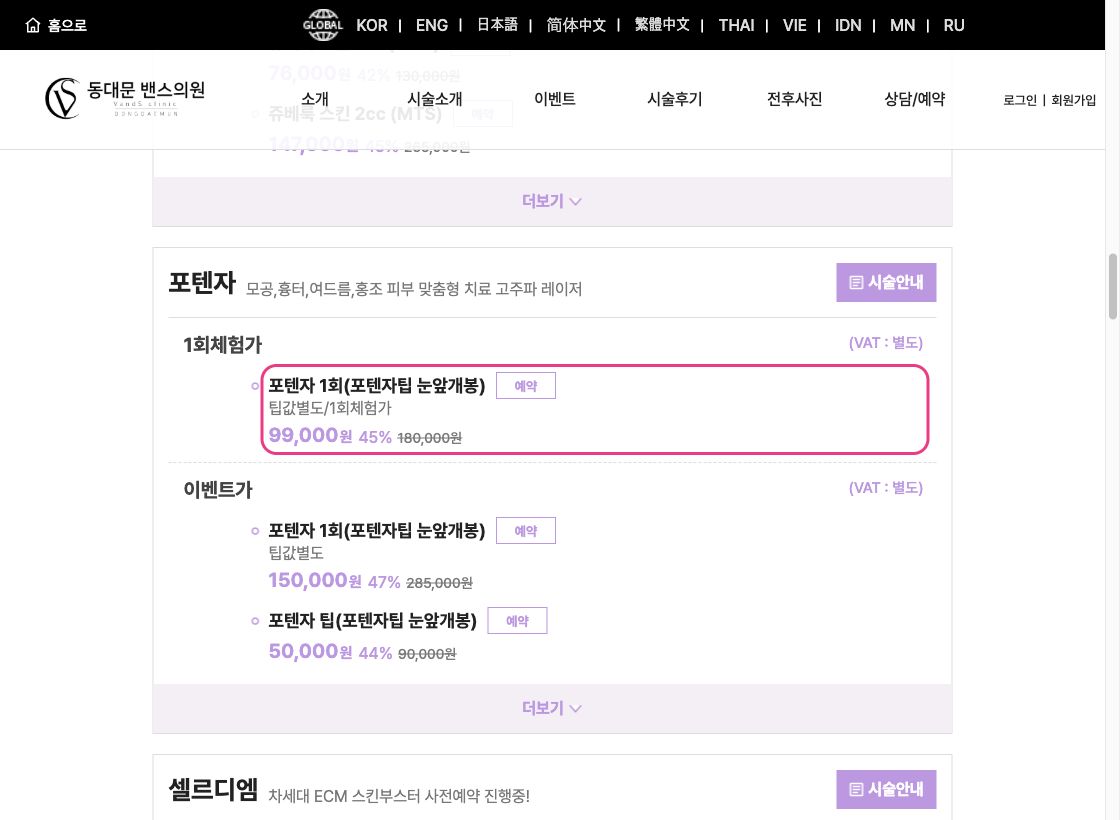 홈으로
GLOBAL KOR | ENG | 日本語 | 简体中文 | 繁體中文 | THAI | VIE | IDN | MN | RU
동대문 밴스의원
VandS clinic
DONGDAEMUN
소개 시술소개 이벤트 시술후기 전후사진 상담/예약 로그인 | 회원가입
76,000원 42% 130,000원
쥬베룩 스킨 2cc (MTS) 예약
147,000원 45%
더보기
포텐자 모공,흉터,여드름,홍조 피부 맞춤형 치료 고주파 레이저 시술안내
1회체험가 (VAT : 별도)
포텐자 1회(포텐자팁 눈앞개봉) 예약
팁값별도/1회체험가
99,000원 45% 180,000원
이벤트가 (VAT : 별도)
포텐자 1회(포텐자팁 눈앞개봉) 예약
팁값별도
150,000원 47% 285,000원
포텐자 팁(포텐자팁 눈앞개봉) 예약
50,000원 44% 90,000원
더보기
셀르디엠 차세대 ECM 스킨부스터 사전예약 진행중! 시술안내